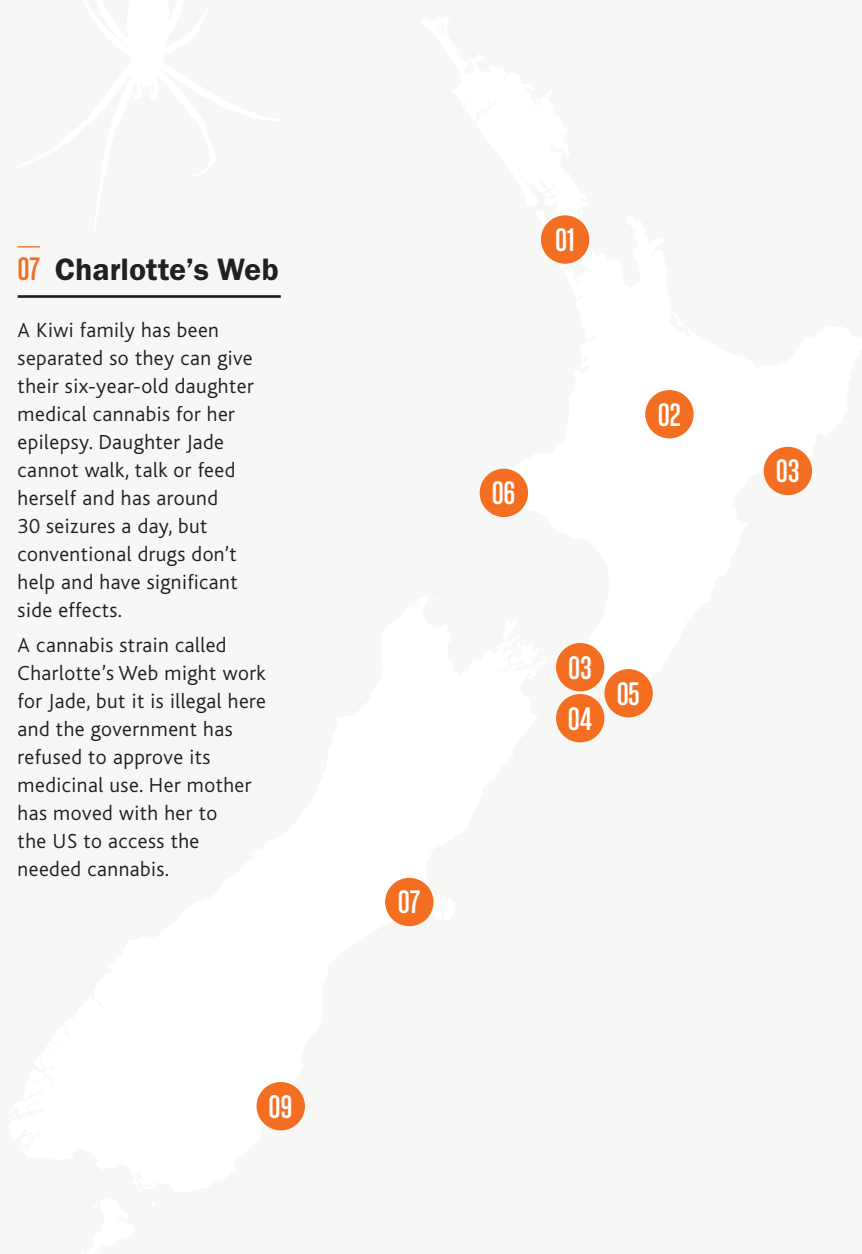 07 Charlotte’s Web
A Kiwi family has been
separated so they can give
their six-year-old daughter
medical cannabis for her
epilepsy. Daughter Jade
cannot walk, talk or feed
herself and has around
30 seizures a day, but
conventional drugs don’t
help and have significant
side effects.
A cannabis strain called
Charlotte’s Web might work
for Jade, but it is illegal here
and the government has
refused to approve its
medicinal use. Her mother
has moved with her to
the US to access the
needed cannabis.
01
02
03
06
03
05
04
07
09